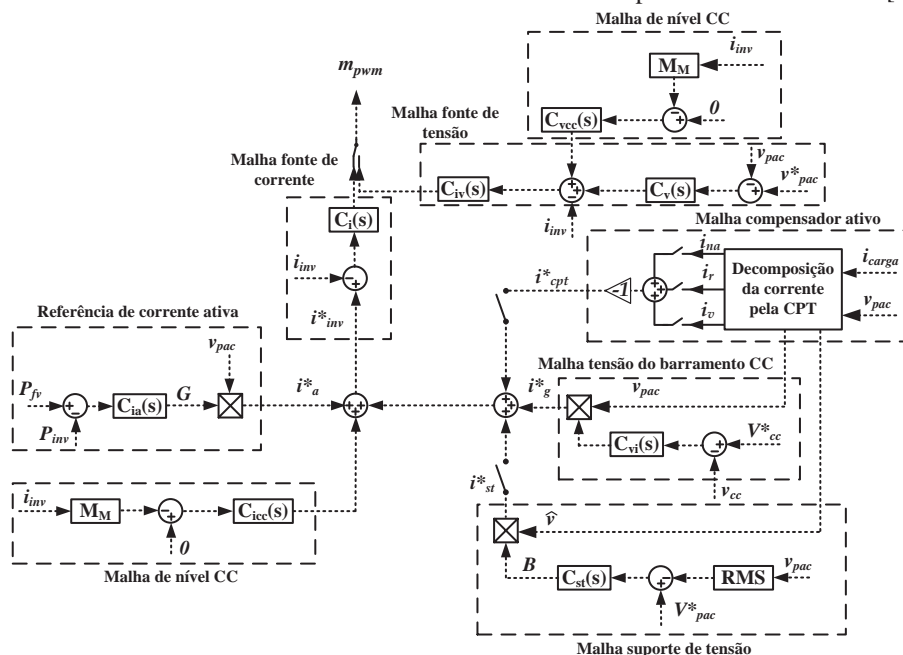 [
Malha de nível CC
i_inv
M_M
0
C_vcc(s)
m_pwm
Malha fonte de
tensão
v_pac
v*_pac
C_iv(s)
C_v(s)
i_inv
Malha fonte de
corrente
C_i(s)
i_inv
i*_inv
Malha compensador ativo
i_na
i_r
i_v
Decomposição
da corrente
pela CPT
i_carga
v_pac
i*_cpt
-1
Referência de corrente ativa
v_pac
P_fv
C_ia(s)
G
P_inv
i*_a
Malha tensão do barramento CC
i*_g
v_pac
C_vi(s)
V*_cc
v_cc
i*_st
i_inv
M_M
C_icc(s)
0
Malha de nível CC
v̂
B
C_st(s)
RMS
v_pac
V*_pac
Malha suporte de tensão